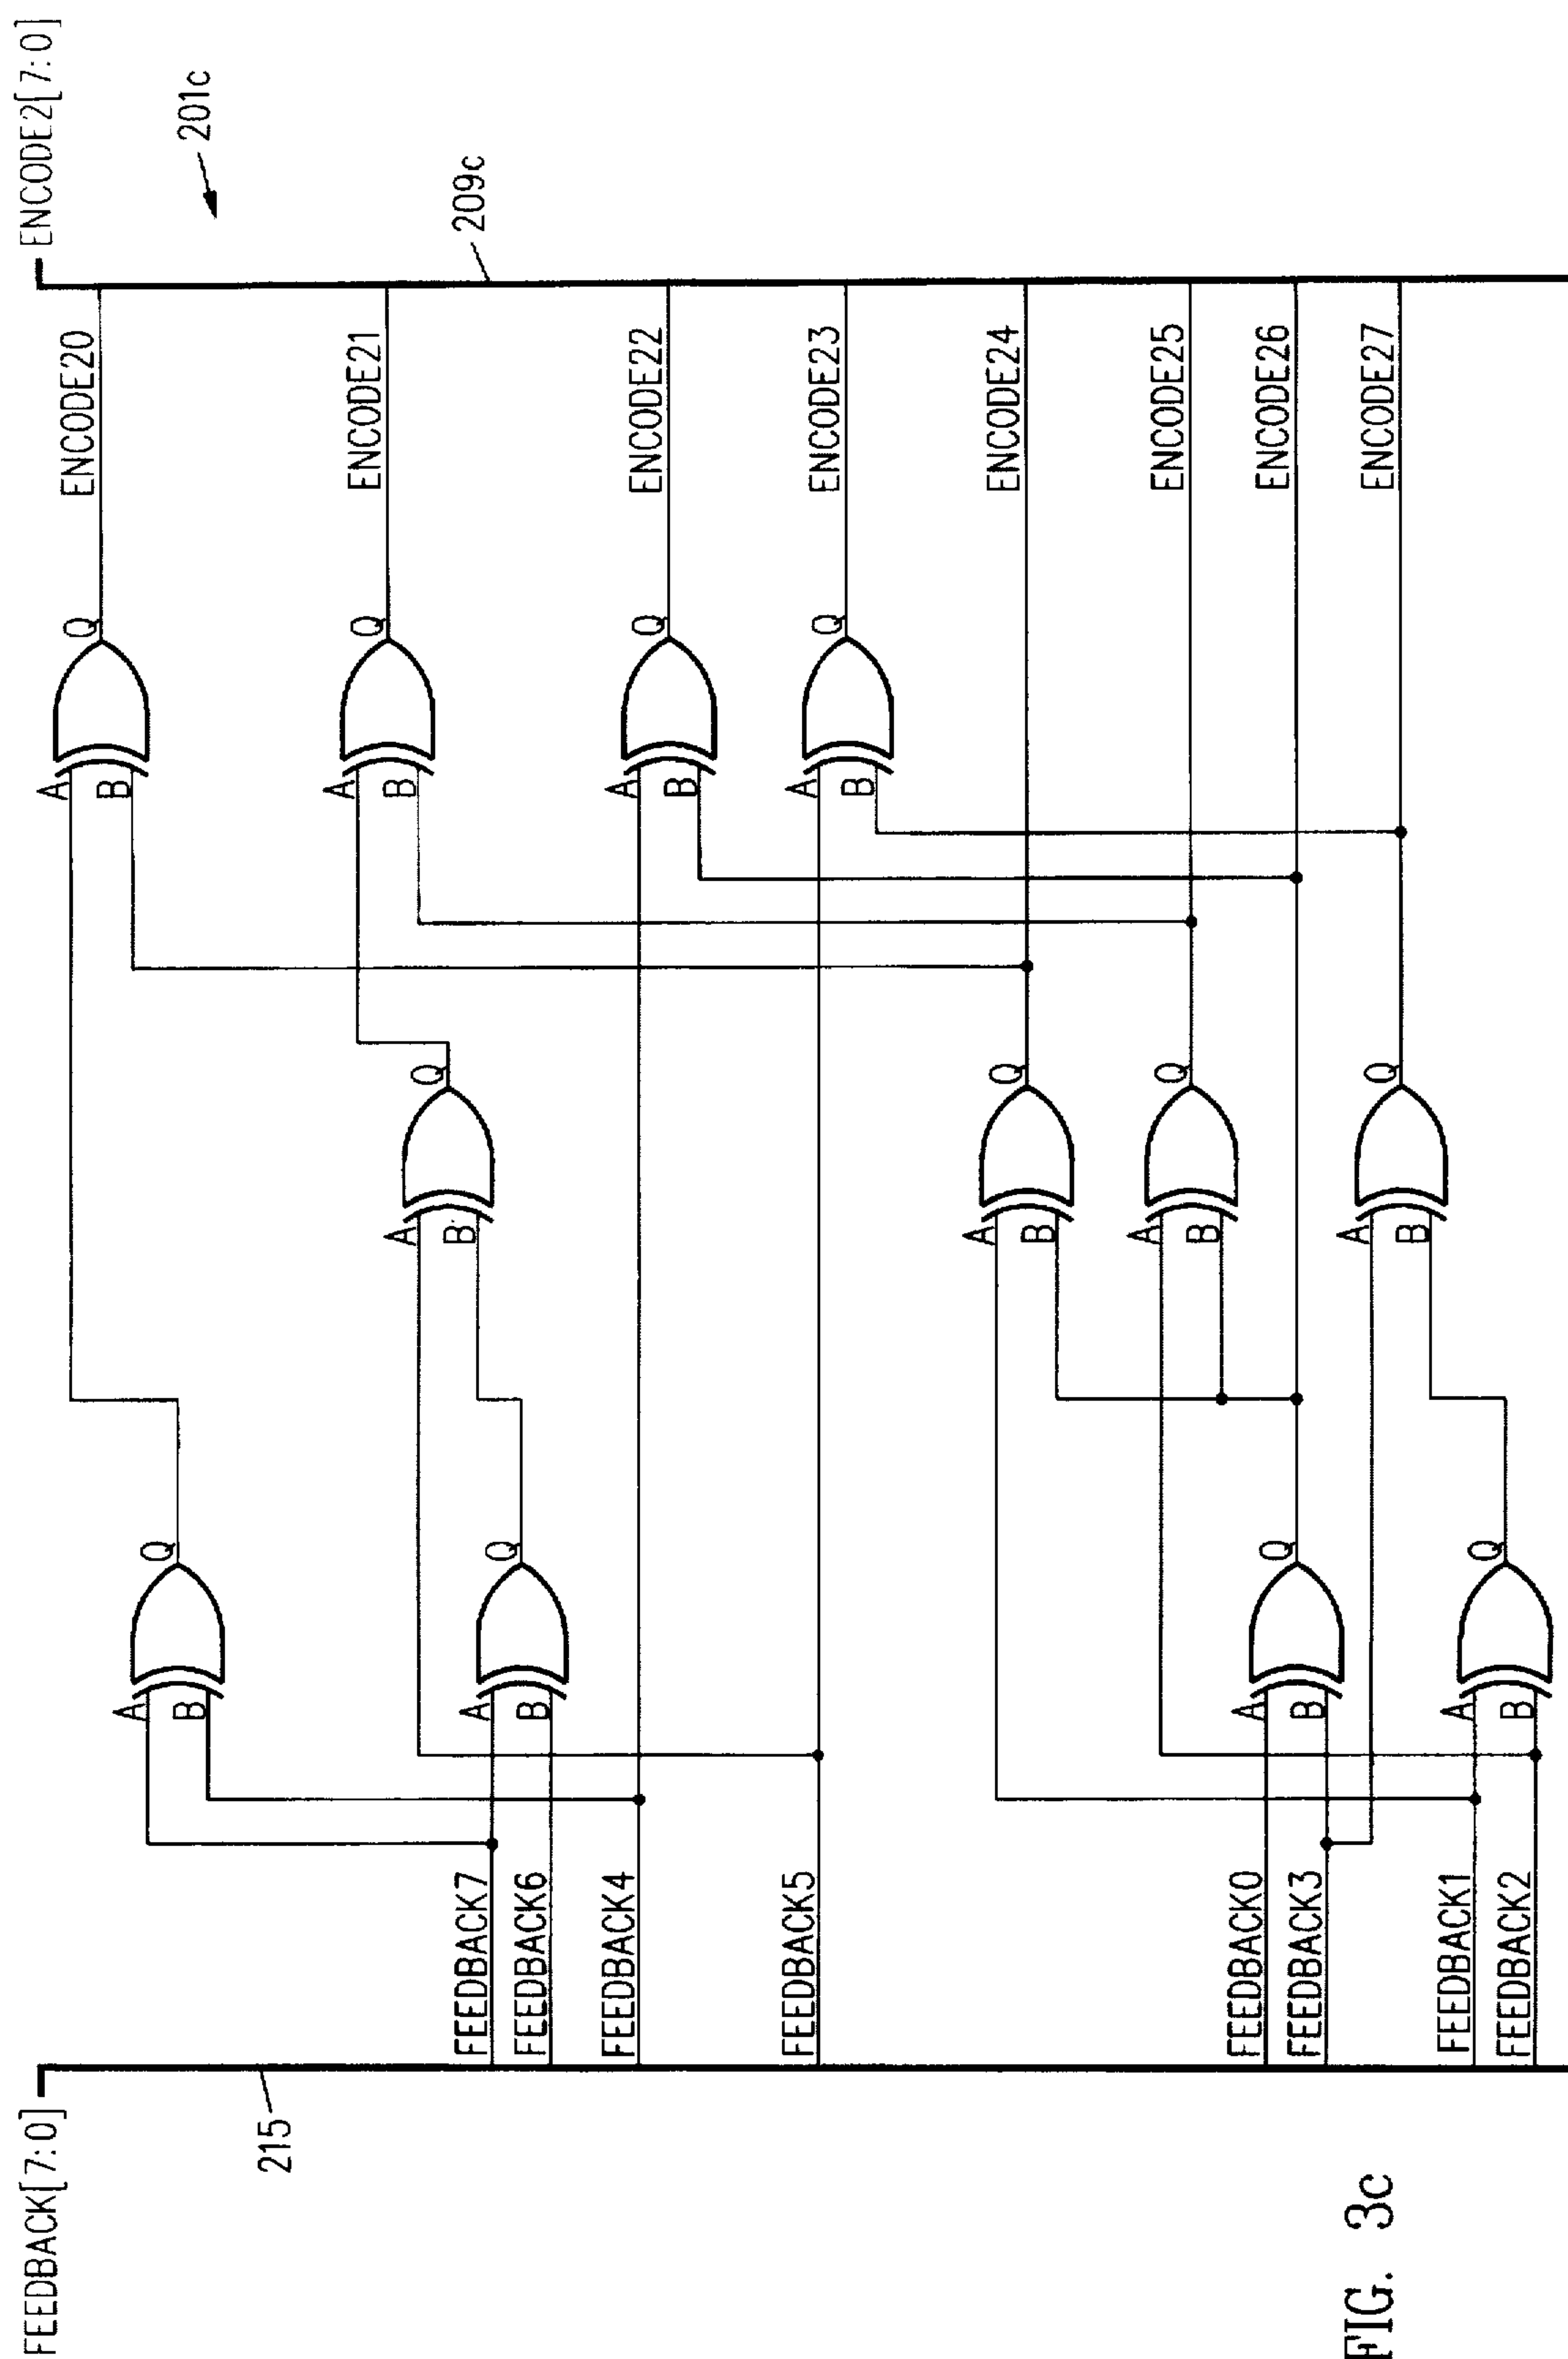 ENCODE2[7:0]
201c
209c
ENCODE20
ENCODE21
ENCODE22
ENCODE23
ENCODE24
ENCODE25
ENCODE26
ENCODE27
Q
Q
Q
Q
A
B
A
B
A
B
A
B
Q
Q
Q
Q
A
B
A
B
A
B
A
B
Q
Q
Q
Q
A
B
A
B
A
B
A
B
FEEDBACK7
FEEDBACK6
FEEDBACK4
FEEDBACK5
FEEDBACK0
FEEDBACK3
FEEDBACK1
FEEDBACK2
FEEDBACK[7:0]
215
FIG. 3c